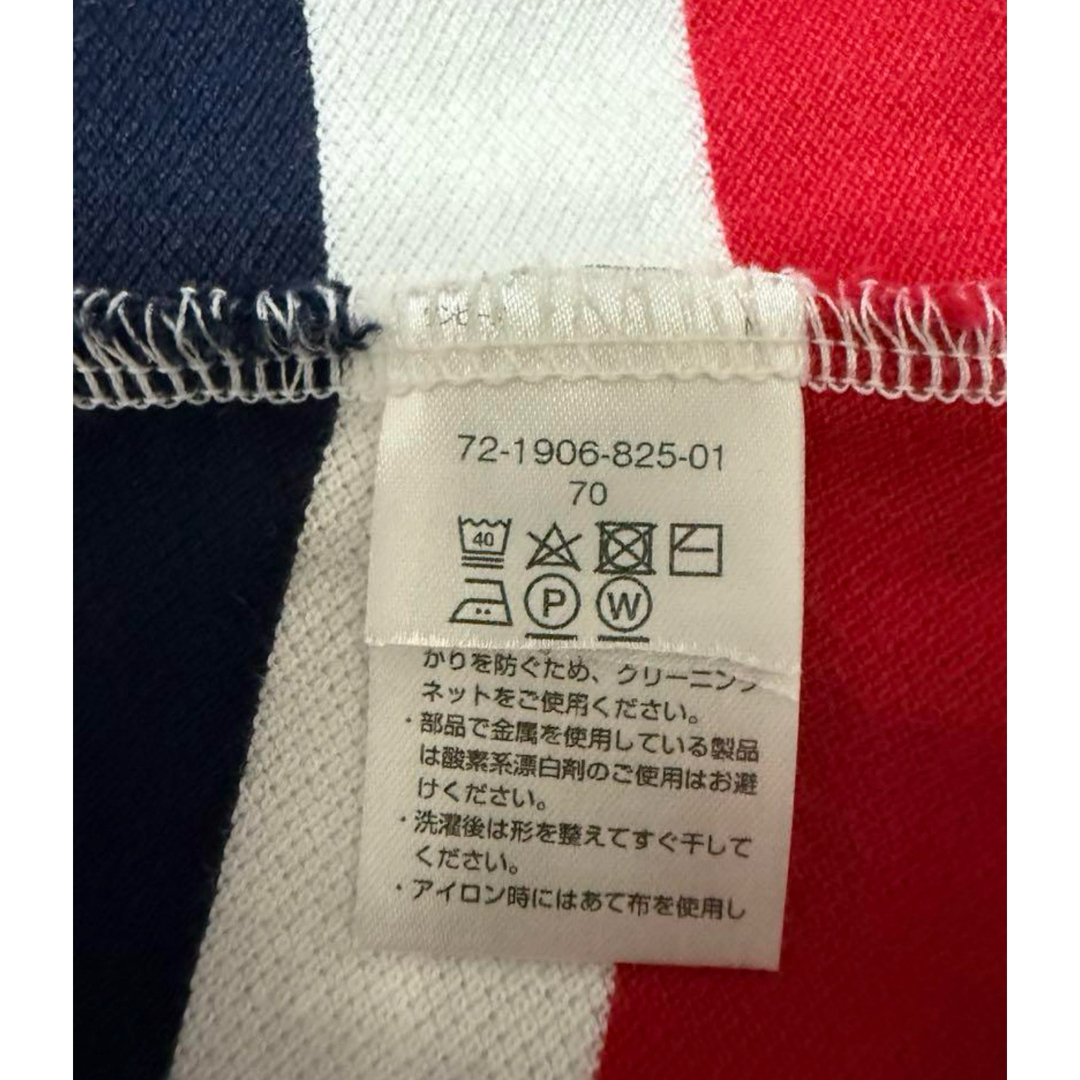 72-1906-825-01
70
40
P W
かりを防ぐため、クリーニング
ネットをご使用ください。
・部品で金属を使用している製品
は酸素系漂白剤のご使用はお避
けください。
・洗濯後は形を整えてすぐ干して
ください。
・アイロン時にはあて布を使用し